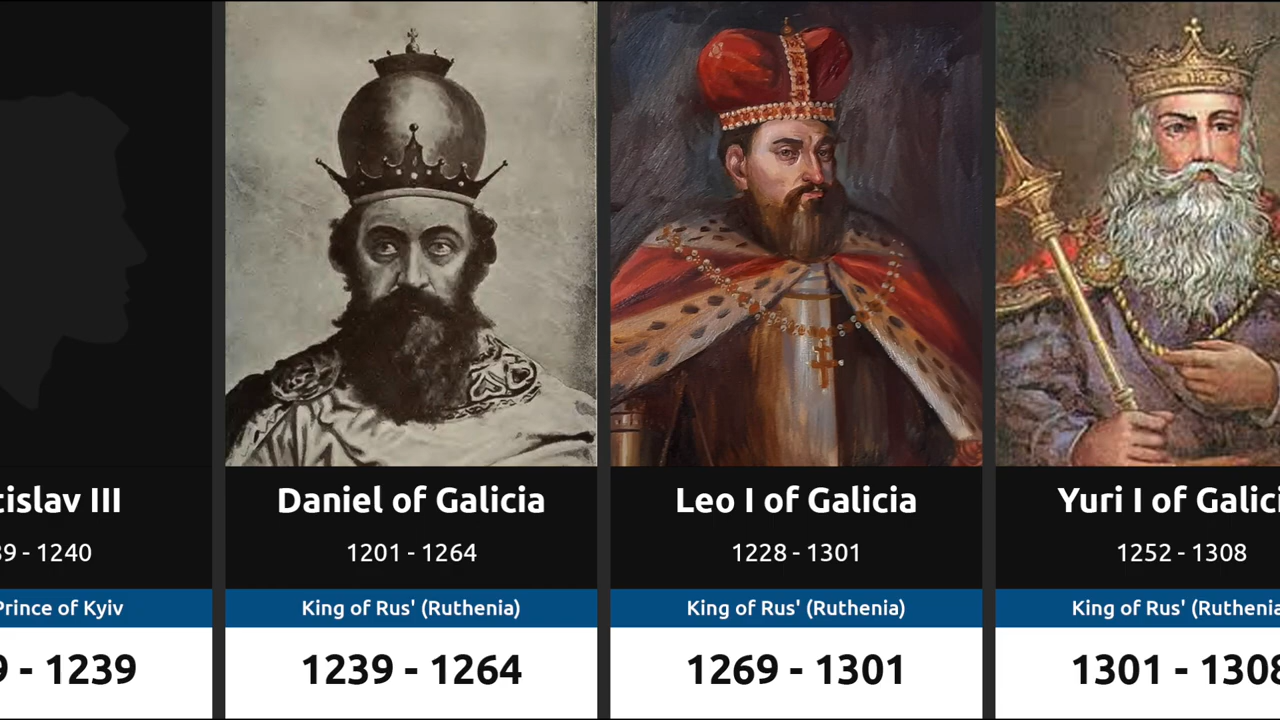 tislav III
9 - 1240
Prince of Kyiv
9 - 1239
Daniel of Galicia
1201 - 1264
King of Rus' (Ruthenia)
1239 - 1264
Leo I of Galicia
1228 - 1301
King of Rus' (Ruthenia)
1269 - 1301
Yuri I of Galici
1252 - 1308
King of Rus' (Ruthenia
1301 - 1308